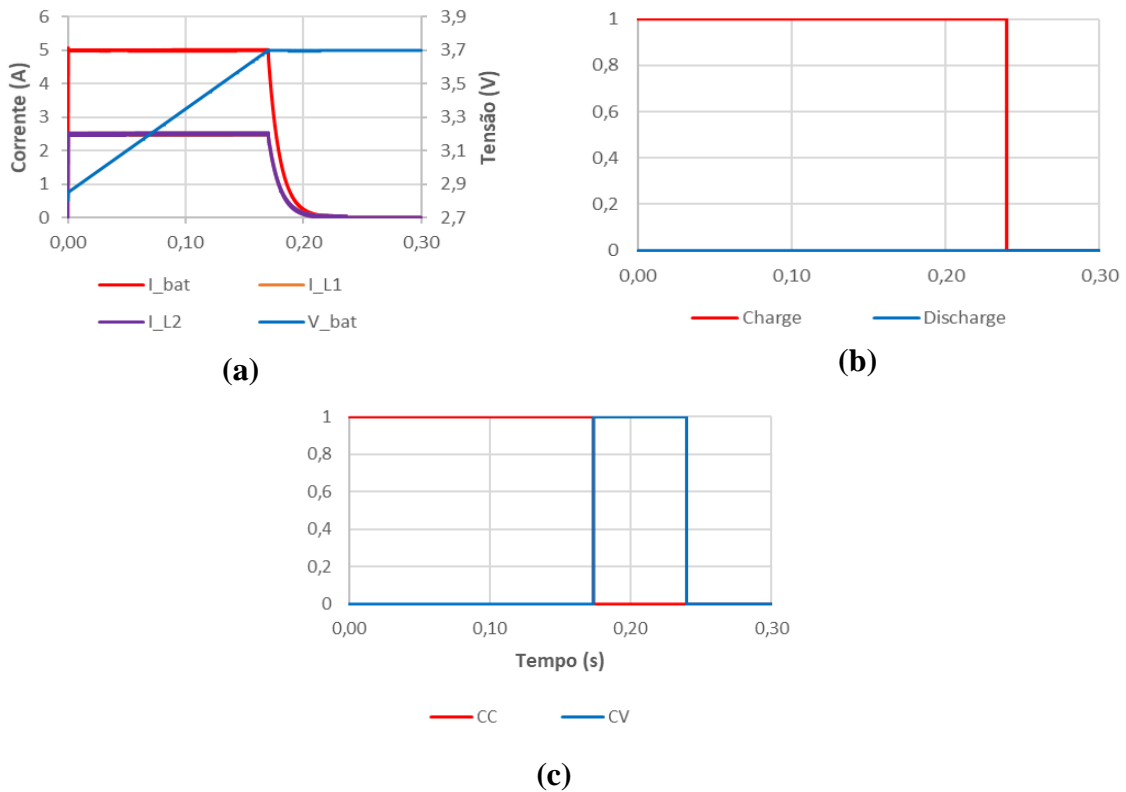 Corrente (A)
6
5
4
3
2
1
0
3,9
3,7
3,5
3,3
3,1
2,9
2,7
Tensão (V)
0,00 0,10 0,20 0,30
I_bat I_L1
I_L2 V_bat
(a)
1
0,8
0,6
0,4
0,2
0
0,00 0,10 0,20 0,30
Charge Discharge
(b)
1
0,8
0,6
0,4
0,2
0
0,00 0,10 0,20 0,30
Tempo (s)
CC CV
(c)